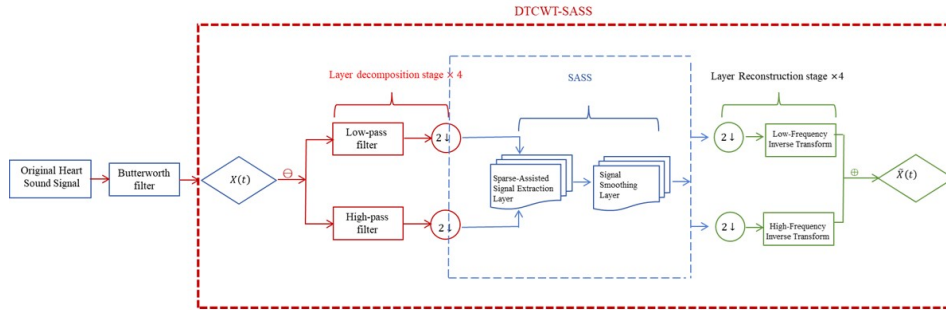 DTCWT-SASS
Layer decomposition stage × 4
SASS
Layer Reconstruction stage ×4
Original Heart
Sound Signal
Butterworth
filter
X(t)
⊖
Low-pass
filter
2↓
High-pass
filter
2↓
Sparse-Assisted
Signal Extraction
Layer
Signal
Smoothing
Layer
2↓
Low-Frequency
Inverse Transform
2↓
High-Frequency
Inverse Transform
⊕
X̂(t)